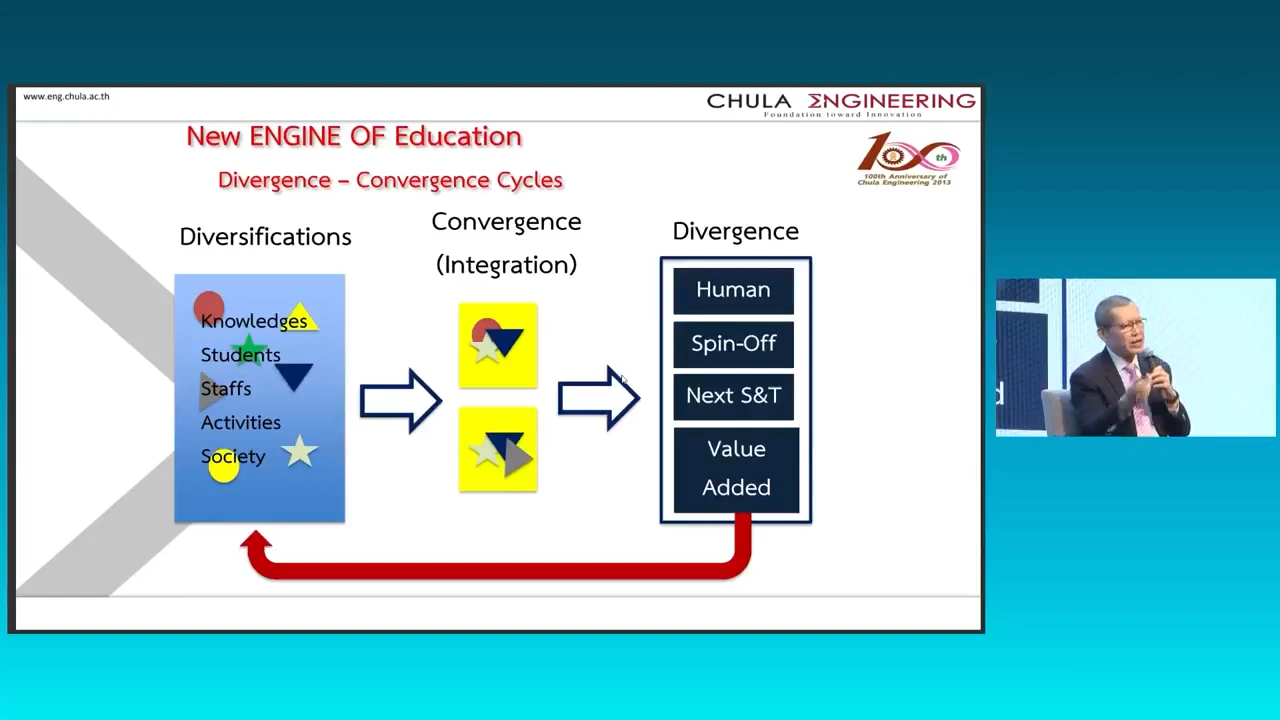 www.eng.chula.ac.th
CHULA ΣNGINEERING
Foundation toward Innovation
New ENGINE OF Education
100th
100th Anniversary of
Chula Engineering 2013
Divergence – Convergence Cycles
Diversifications
Convergence
(Integration)
Divergence
Knowledges
Students
Staffs
Activities
Society
Human
Spin-Off
Next S&T
Value
Added
d